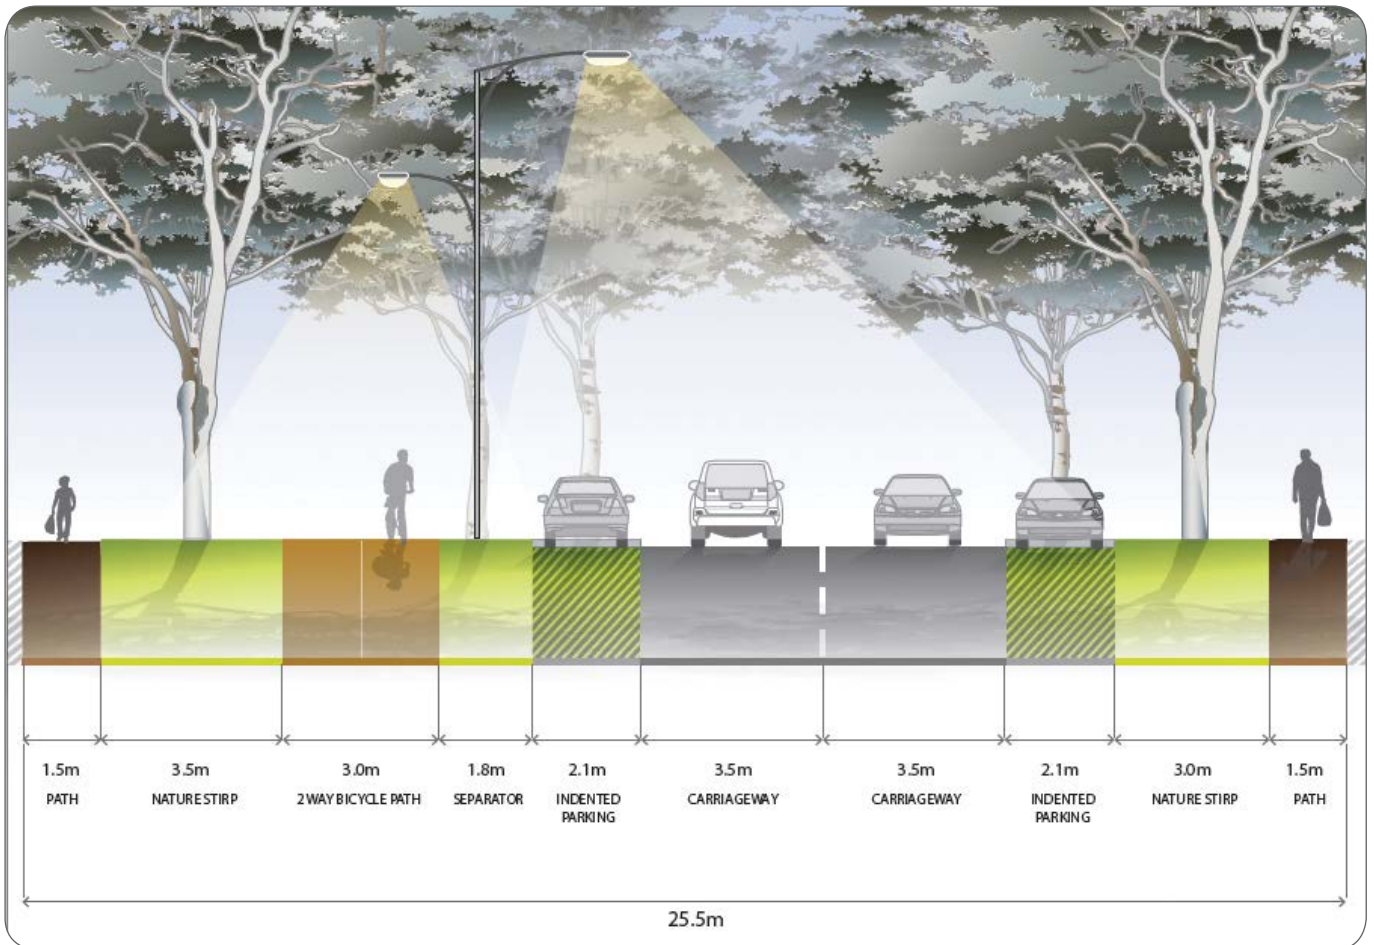 1.5m
PATH
3.5m
NATURE STIRP
3.0m
2 WAY BICYCLE PATH
1.8m
SEPARATOR
2.1m
INDENTED
PARKING
3.5m
CARRIAGEWAY
3.5m
CARRIAGEWAY
2.1m
INDENTED
PARKING
3.0m
NATURE STIRP
1.5m
PATH
25.5m